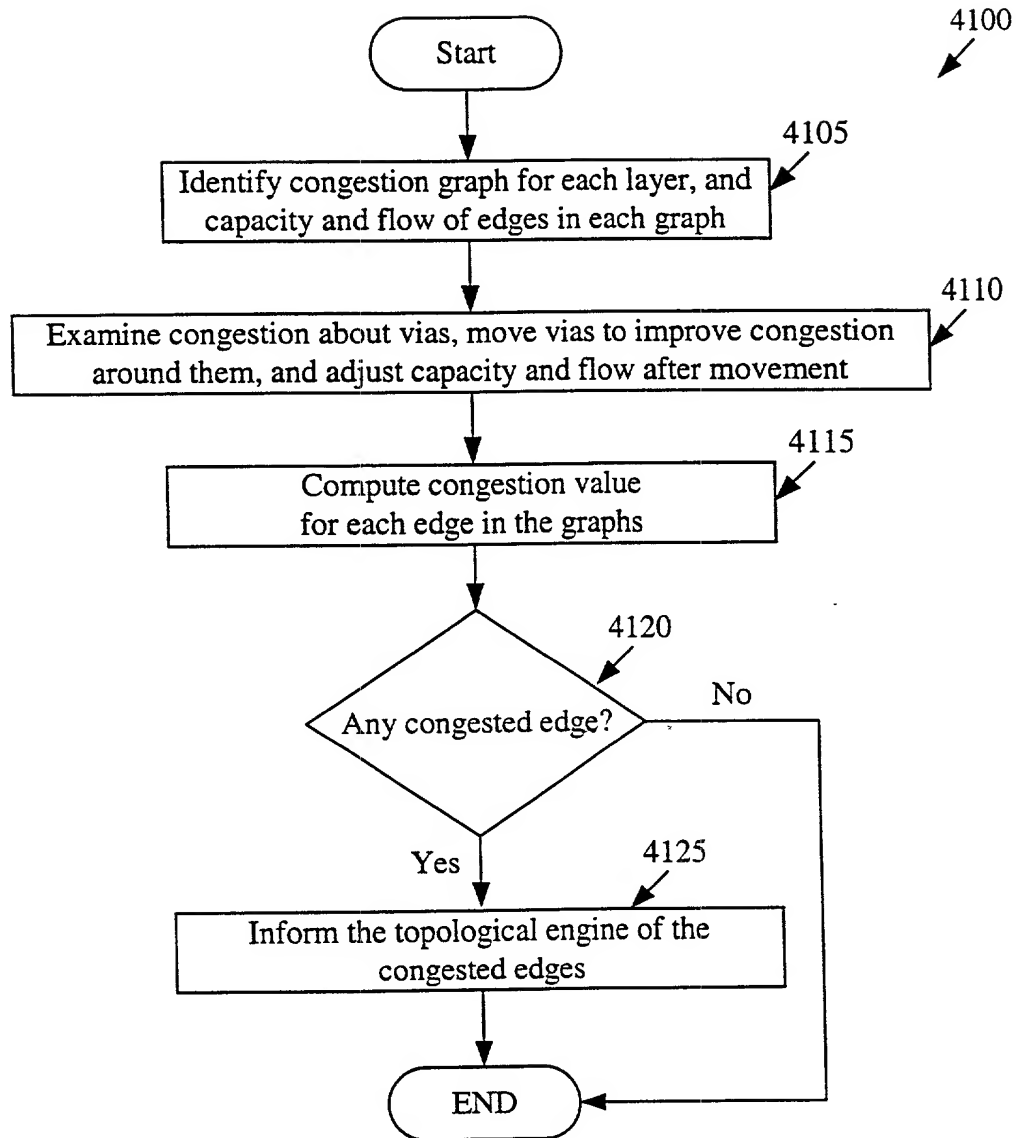 4100
Start
4105
Identify congestion graph for each layer, and
capacity and flow of edges in each graph
4110
Examine congestion about vias, move vias to improve congestion
around them, and adjust capacity and flow after movement
4115
Compute congestion value
for each edge in the graphs
4120
Any congested edge?
No
Yes
4125
Inform the topological engine of the
congested edges
END